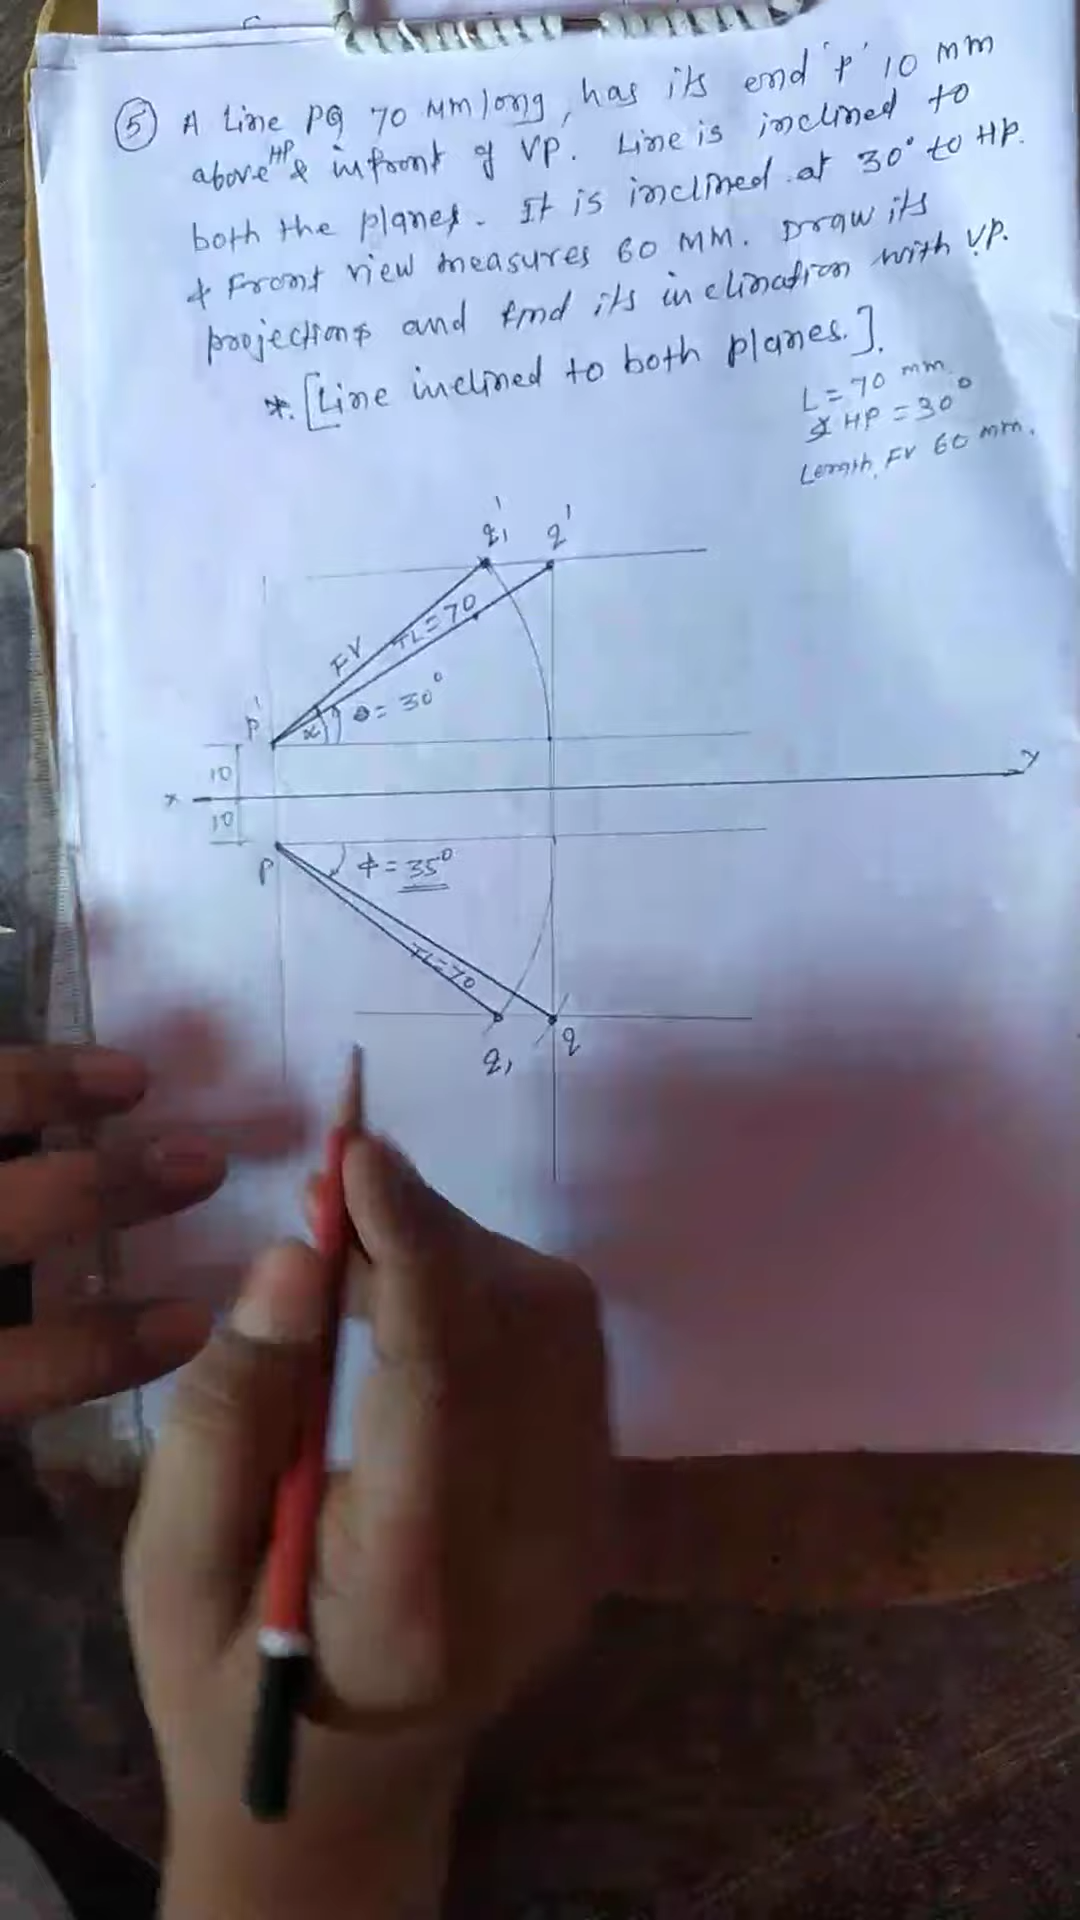 5 A Line PQ 70 MM long, has its end 'P' 10 mm
above HP & infront of VP. Line is inclined to
both the planes. It is inclined at 30° to HP.
& Front view measures 60 MM. Draw its
projections and find its inclination with VP.
*. [Line inclined to both planes.].
L = 70 mm
∡ HP = 30°
Length FV 60 mm.
q1' q'
FV TL=70
p' α θ = 30°
10
x y
10
p φ = 35°
TL=70
q1 q